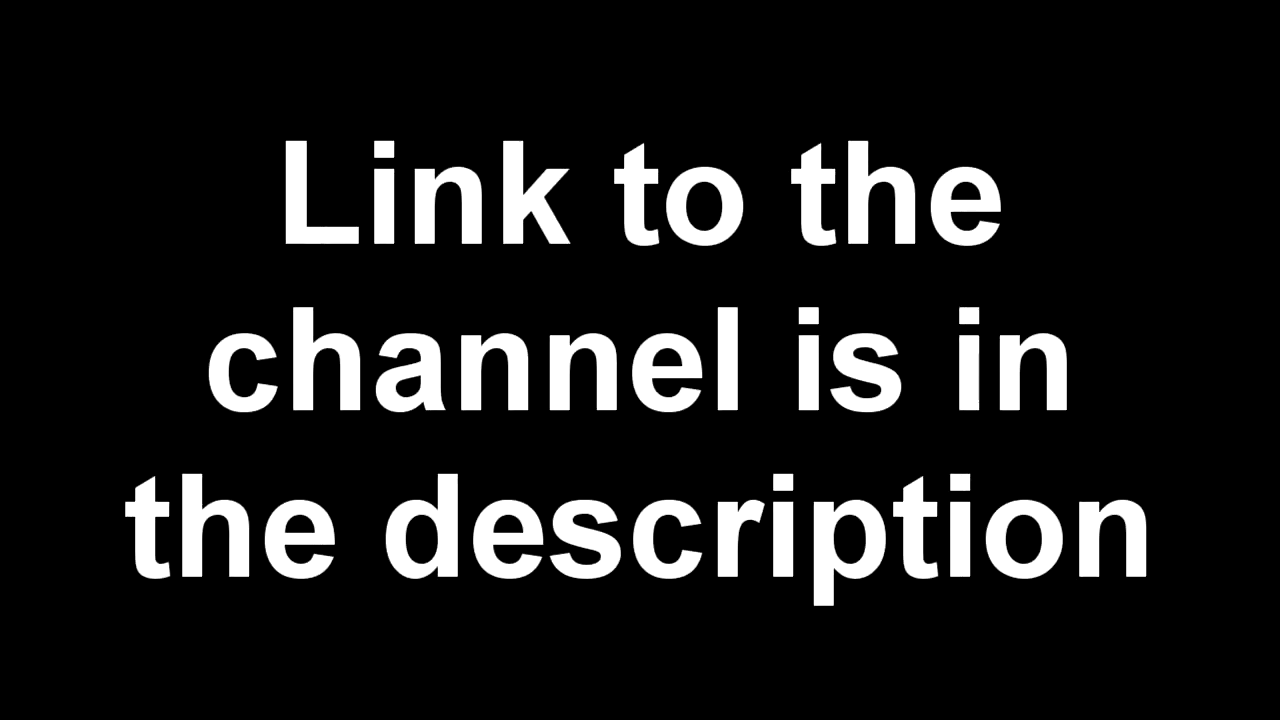 Link to the
channel is in
the description